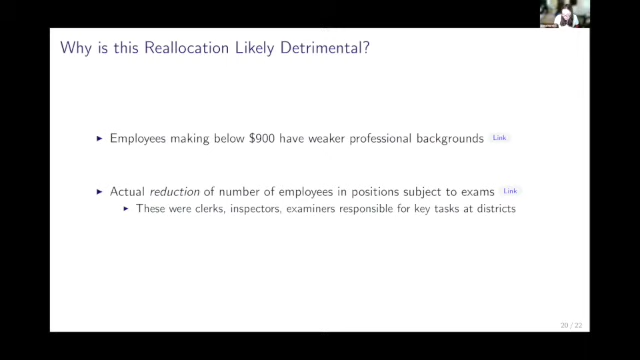 Why is this Reallocation Likely Detrimental?
▶ Employees making below $900 have weaker professional backgrounds Link
▶ Actual reduction of number of employees in positions subject to exams Link
▶ These were clerks, inspectors, examiners responsible for key tasks at districts
20 / 22